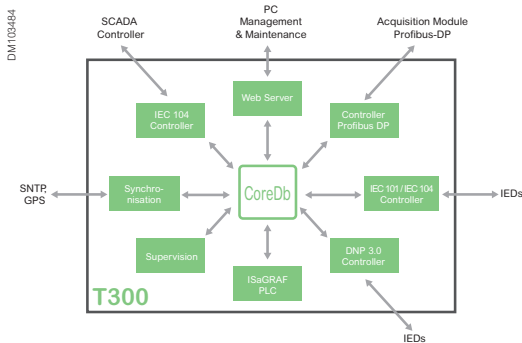 DM103484
SCADA
Controller
PC
Management
& Maintenance
Acquisition Module
Profibus-DP
IEC 104
Controller
Web Server
Controller
Profibus DP
SNTP,
GPS
Synchro-
nisation
CoreDb
IEC 101 / IEC 104
Controller
IEDs
Supervision
ISaGRAF
PLC
DNP 3.0
Controller
T300
IEDs